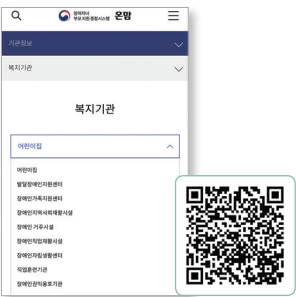 장애자녀
부모지원종합시스템 온맘
기관정보
복지기관
복지기관
어린이집
어린이집
발달장애인지원센터
장애인가족지원센터
장애인지역사회재활시설
장애인 거주시설
장애인직업재활시설
장애인자립생활센터
직업훈련기관
장애인권익옹호기관